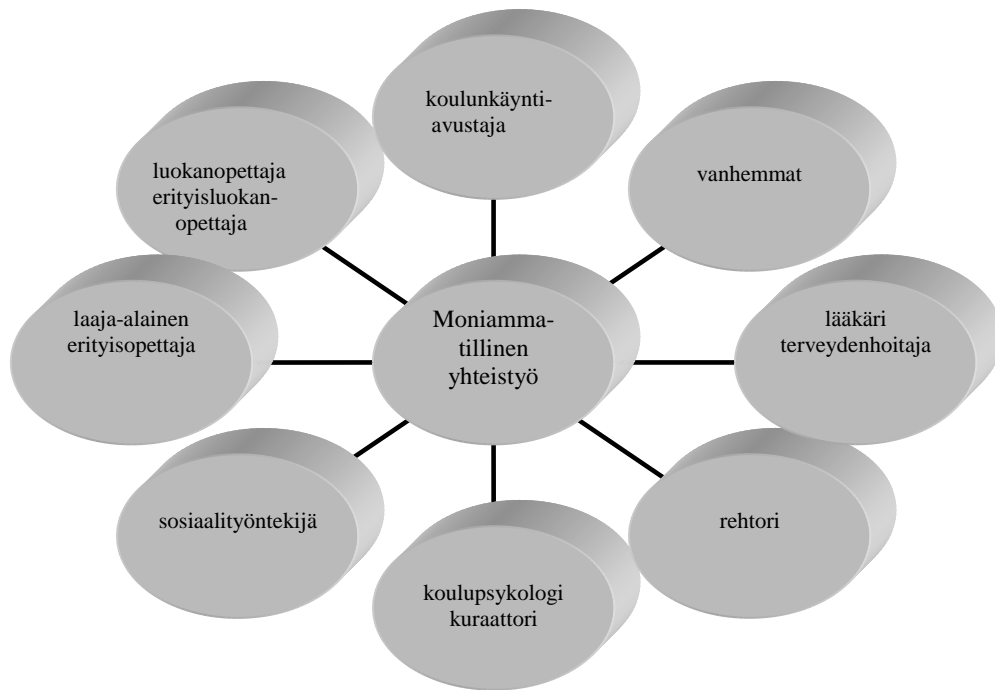 koulunkäynti-
avustaja
luokanopettaja
erityisluokan-
opettaja
vanhemmat
laaja-alainen
erityisopettaja
Moniamma-
tillinen
yhteistyö
lääkäri
terveydenhoitaja
sosiaalityöntekijä
rehtori
koulupsykologi
kuraattori